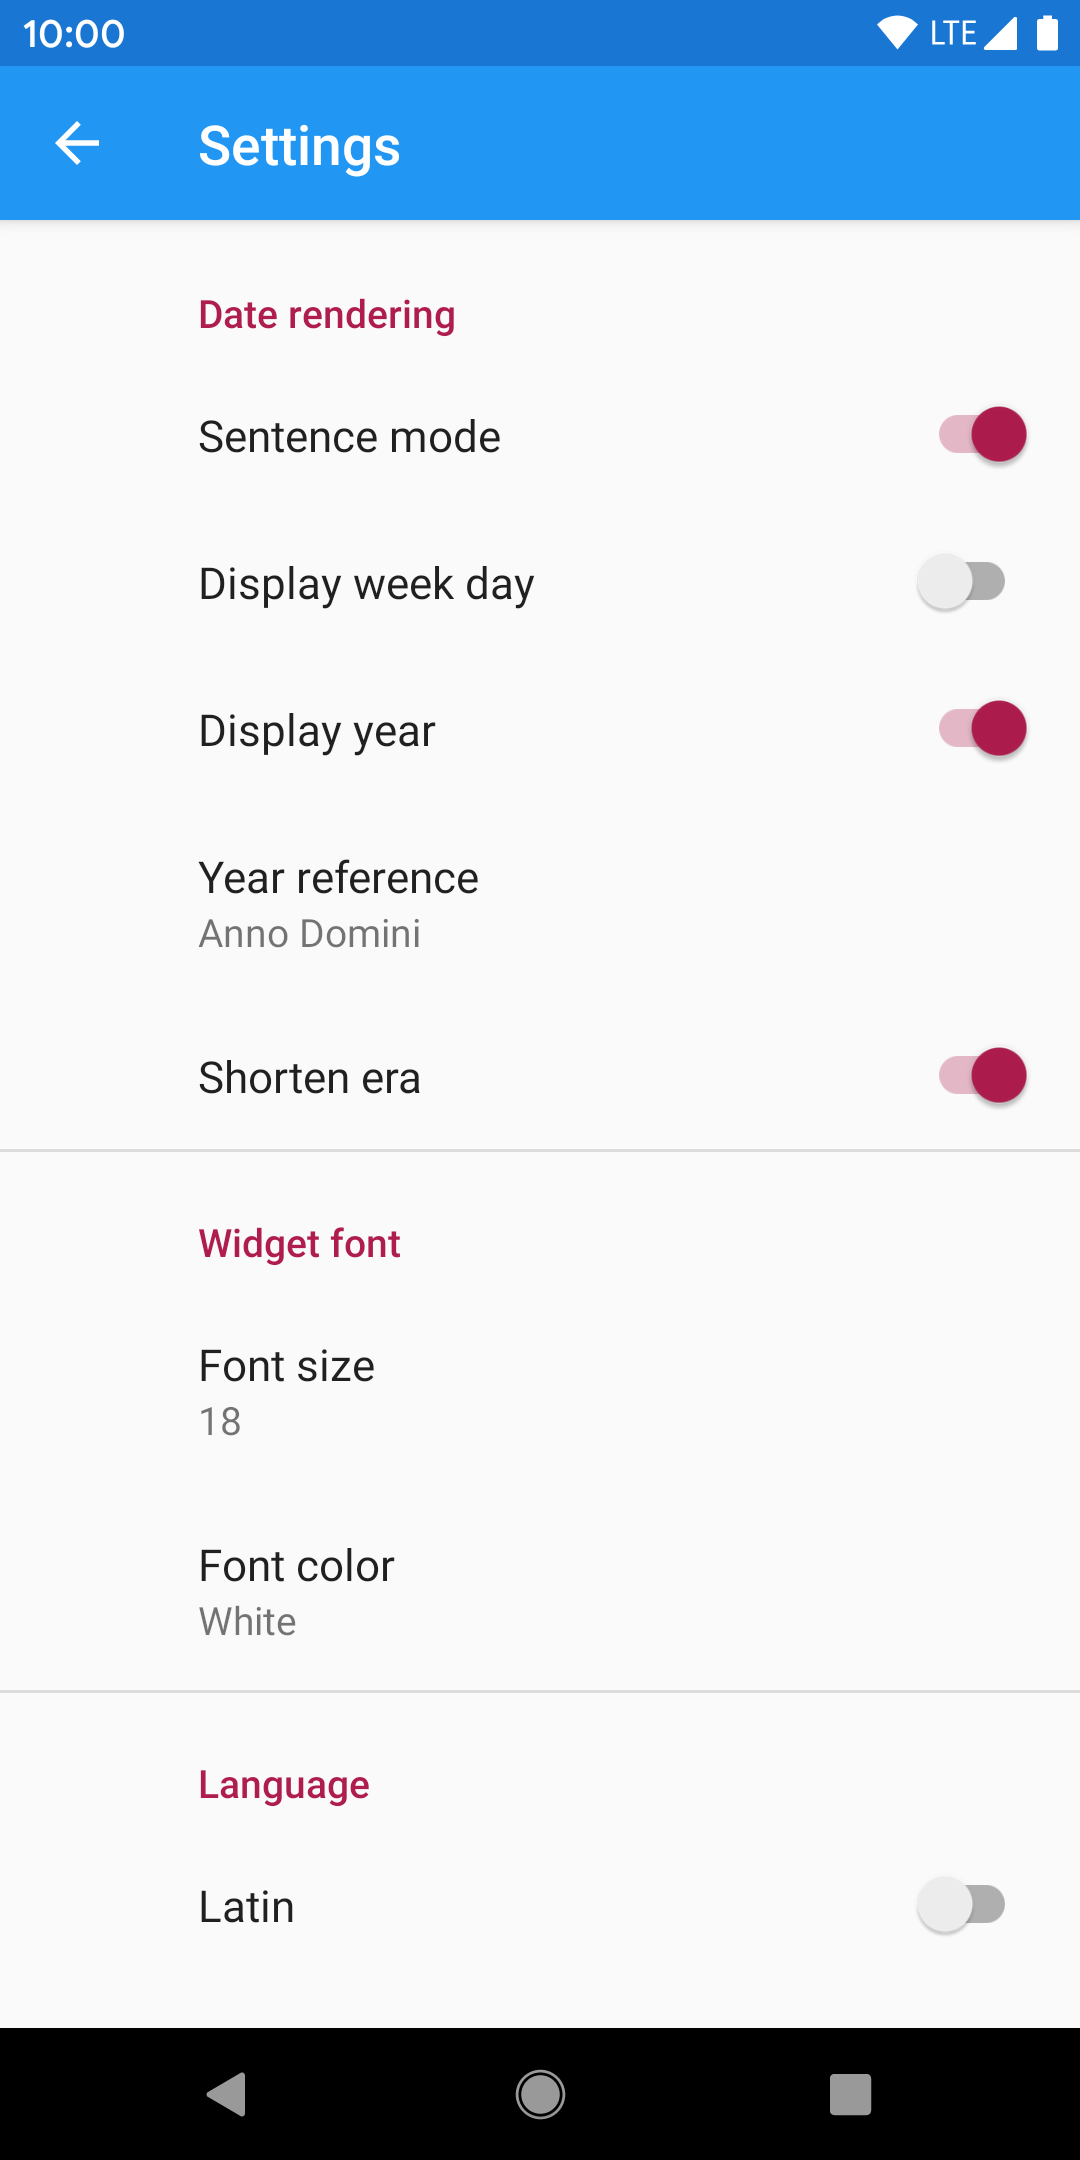 10:00 LTE
Settings
Date rendering
Sentence mode
Display week day
Display year
Year reference
Anno Domini
Shorten era
Widget font
Font size
18
Font color
White
Language
Latin